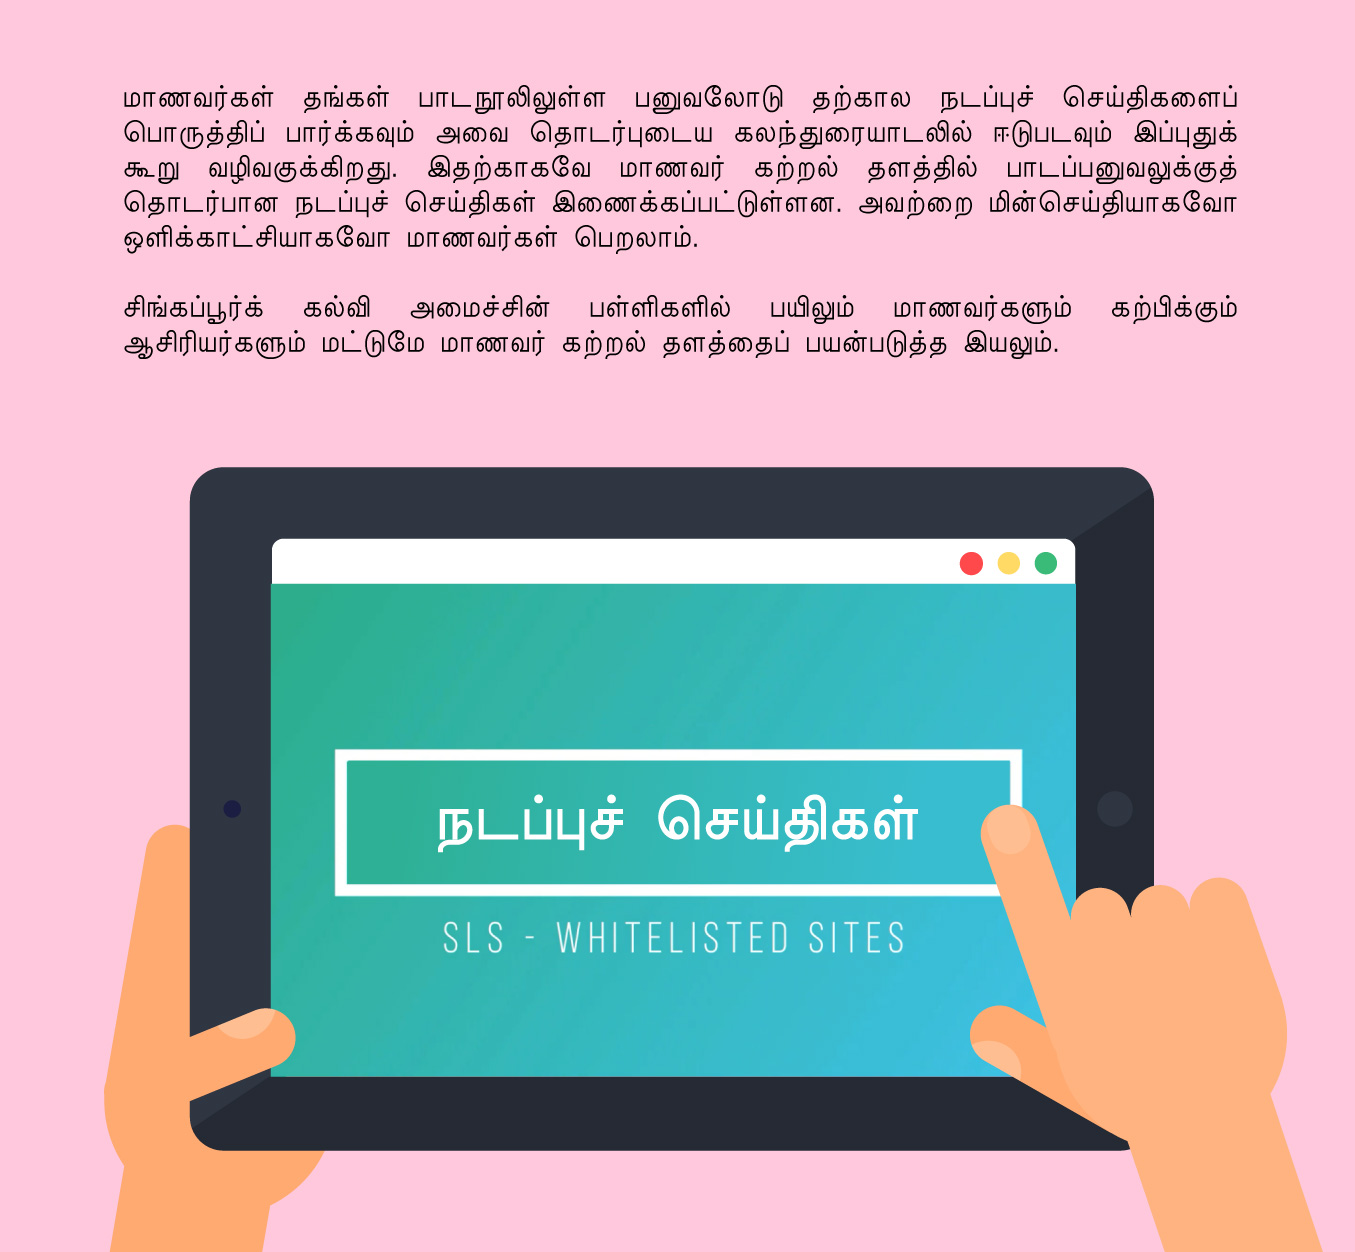 மாணவர்கள் தங்கள் பாடநூலிலுள்ள பனுவலோடு தற்கால நடப்புச் செய்திகளைப்
பொருத்திப் பார்க்கவும் அவை தொடர்புடைய கலந்துரையாடலில் ஈடுபடவும் இப்புதுக்
கூறு வழிவகுக்கிறது. இதற்காகவே மாணவர் கற்றல் தளத்தில் பாடப்பனுவலுக்குத்
தொடர்பான நடப்புச் செய்திகள் இணைக்கப்பட்டுள்ளன. அவற்றை மின்செய்தியாகவோ
ஒளிக்காட்சியாகவோ மாணவர்கள் பெறலாம்.
சிங்கப்பூர்க் கல்வி அமைச்சின் பள்ளிகளில் பயிலும் மாணவர்களும் கற்பிக்கும்
ஆசிரியர்களும் மட்டுமே மாணவர் கற்றல் தளத்தைப் பயன்படுத்த இயலும்.
நடப்புச் செய்திகள்
SLS - WHITELISTED SITES